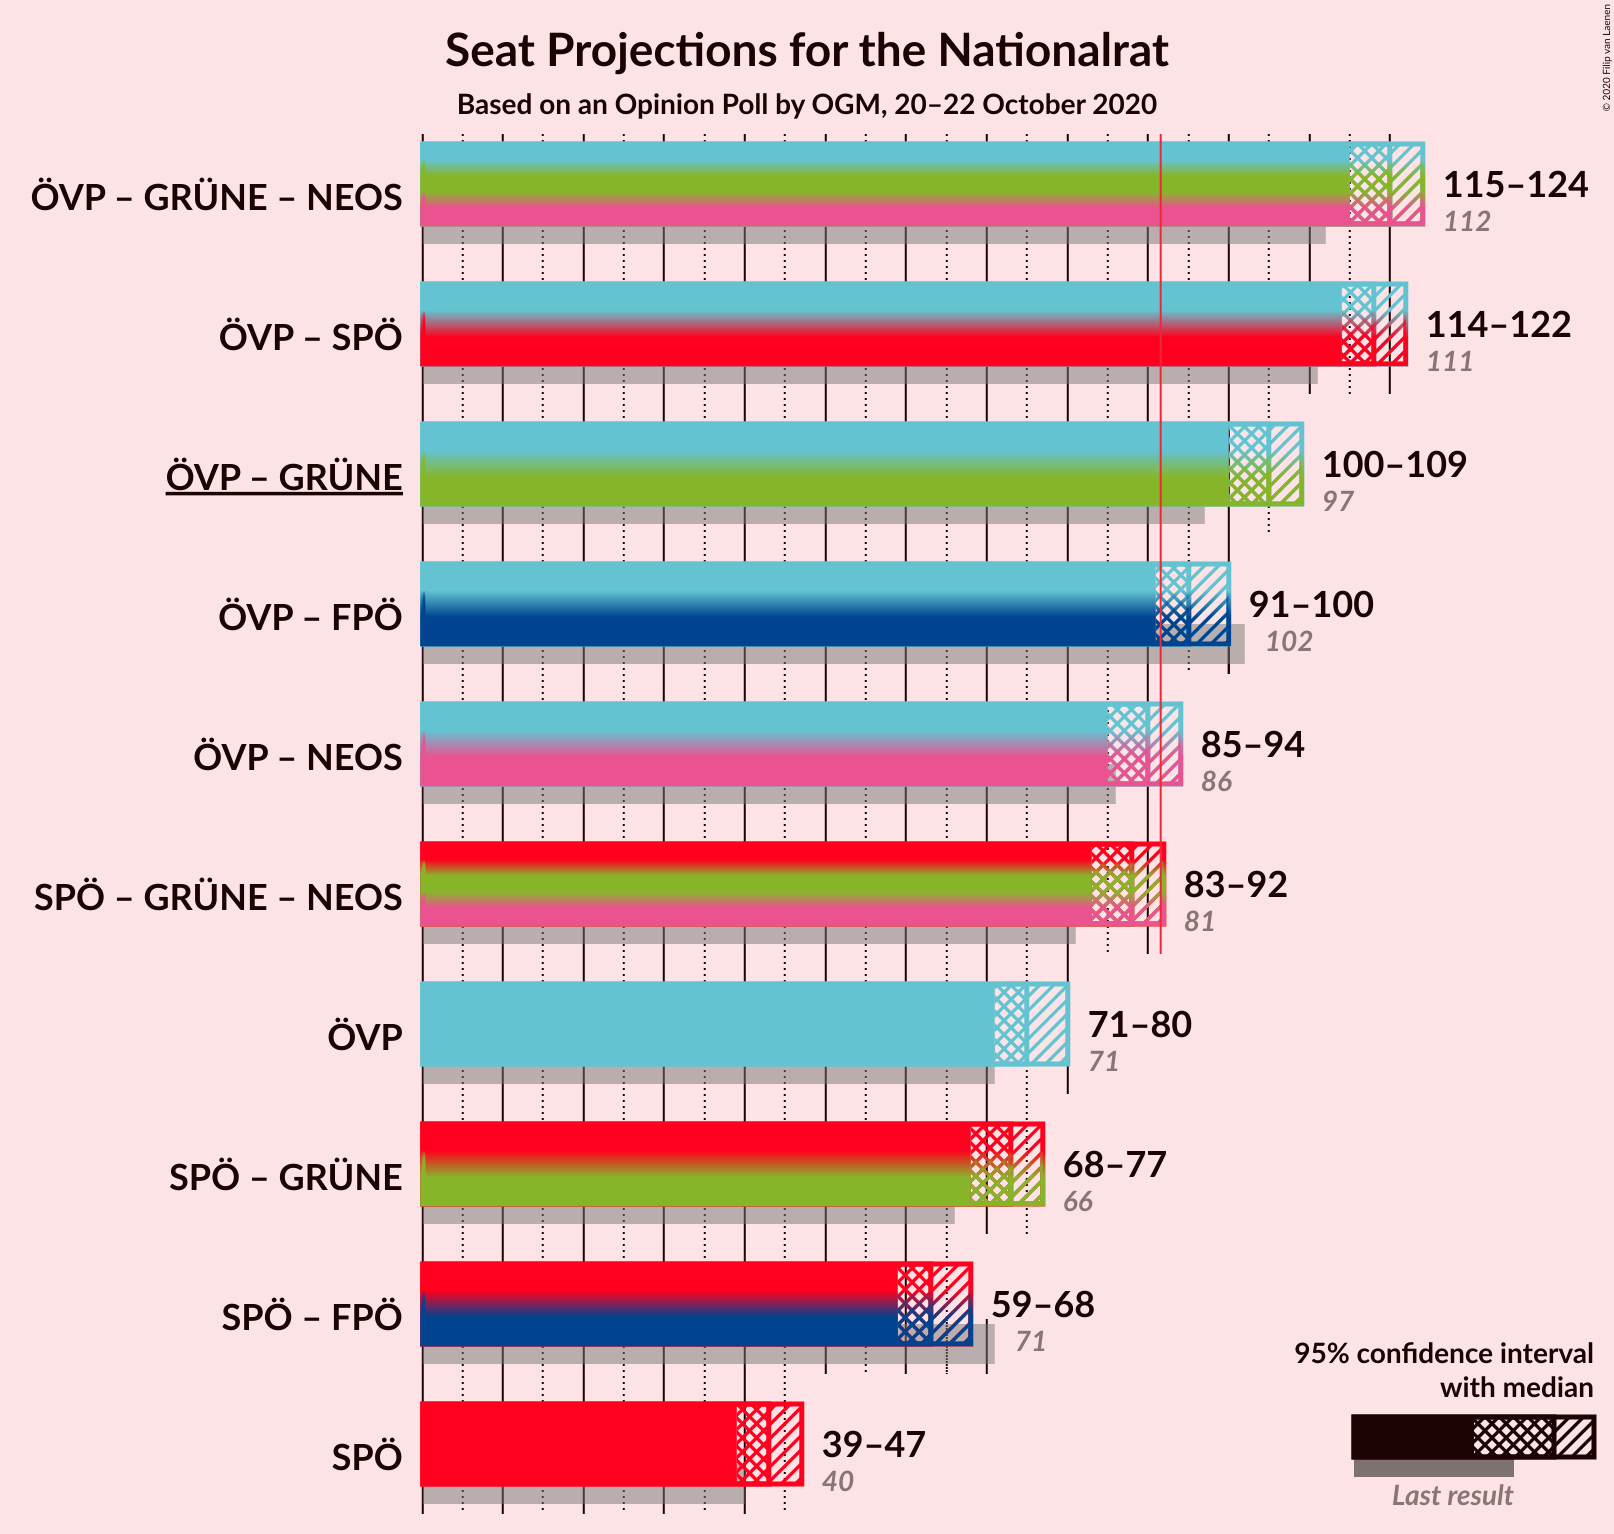 Seat Projections for the Nationalrat
Based on an Opinion Poll by OGM, 20–22 October 2020
© 2020 Filip van Laenen
ÖVP – GRÜNE – NEOS
115–124
112
ÖVP – SPÖ
114–122
111
ÖVP – GRÜNE
100–109
97
ÖVP – FPÖ
91–100
102
ÖVP – NEOS
85–94
86
SPÖ – GRÜNE – NEOS
83–92
81
ÖVP
71–80
71
SPÖ – GRÜNE
68–77
66
SPÖ – FPÖ
59–68
71
SPÖ
39–47
40
95% confidence interval
with median
Last result